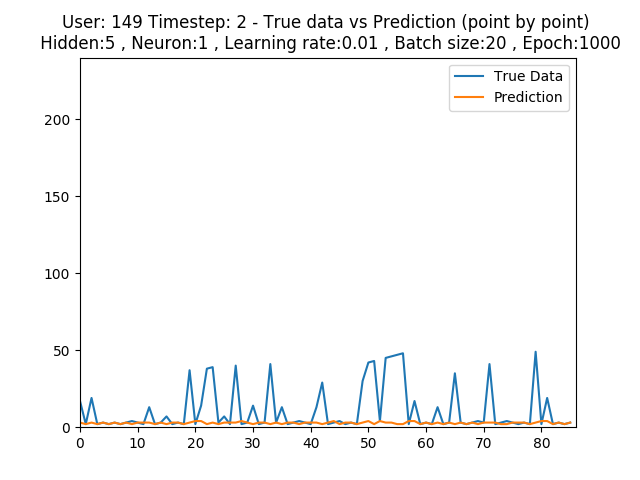 User: 149 Timestep: 2 - True data vs Prediction (point by point)
Hidden:5 , Neuron:1 , Learning rate:0.01 , Batch size:20 , Epoch:1000
True Data
Prediction
200
150
100
50
0
0 10 20 30 40 50 60 70 80